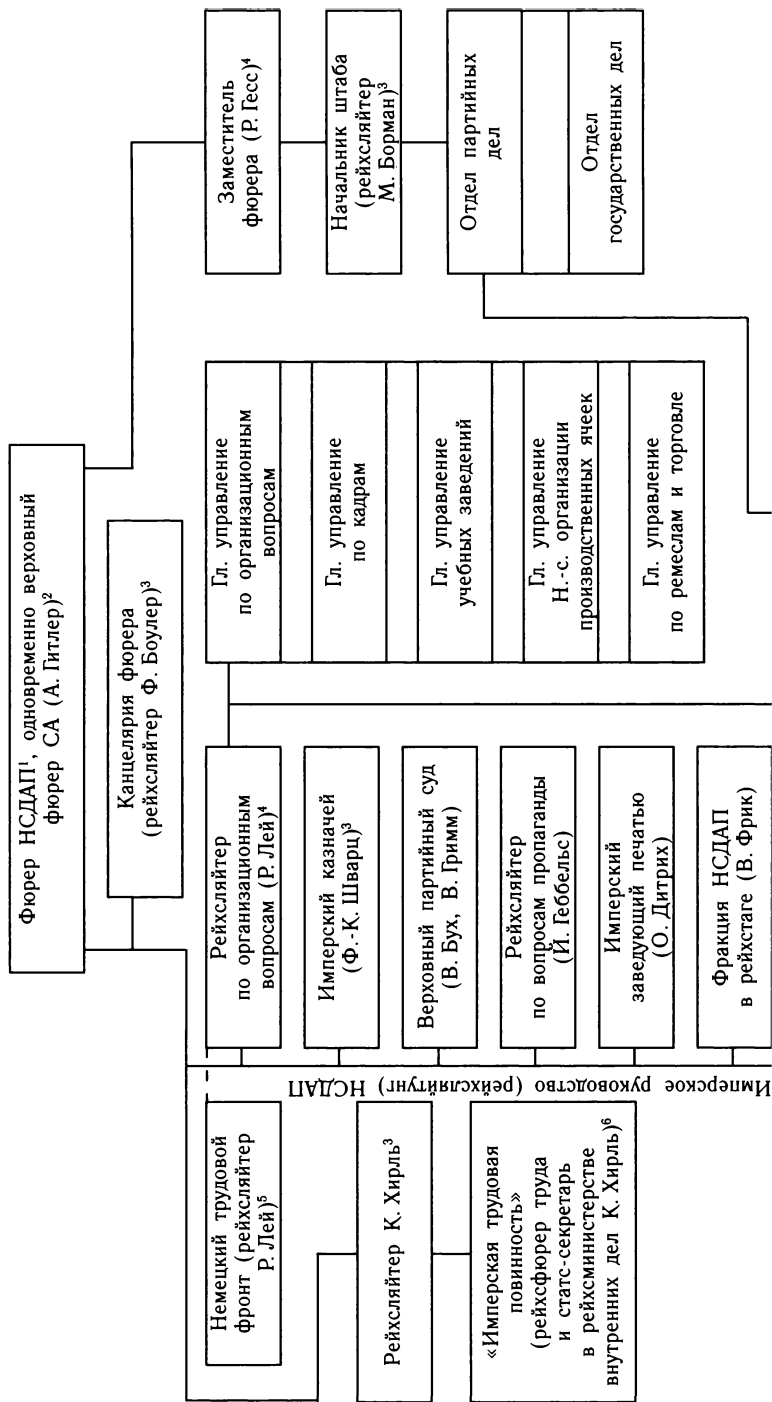 Фюрер НСДАП¹, одновременно верховный
фюрер СА (А. Гитлер)²
Канцелярия фюрера
(рейхсляйтер Ф. Боулер)³
Немецкий трудовой
фронт (рейхсляйтер
Р. Лей)⁵
Рейхсляйтер К. Хирль³
«Имперская трудовая
повинность»
(рейхсфюрер труда
и статс-секретарь
в рейхсминистерстве
внутренних дел К. Хирль)⁶
Имперское руководство (рейхсляйтунг) НСДАП
Рейхсляйтер
по организационным
вопросам (Р. Лей)⁴
Имперский казначей
(Ф.-К. Шварц)³
Верховный партийный суд
(В. Бух, В. Гримм)
Рейхсляйтер
по вопросам пропаганды
(Й. Геббельс)
Имперский
заведующий печатью
(О. Дитрих)
Фракция НСДАП
в рейхстаге (В. Фрик)
Гл. управление
по организационным
вопросам
Гл. управление
по кадрам
Гл. управление
учебных заведений
Гл. управление
Н.-с. организации
производственных ячеек
Гл. управление
по ремеслам и торговле
Заместитель
фюрера (Р. Гесс)⁴
Начальник штаба
(рейхсляйтер
М. Борман)³
Отдел партийных
дел
Отдел
государственных дел